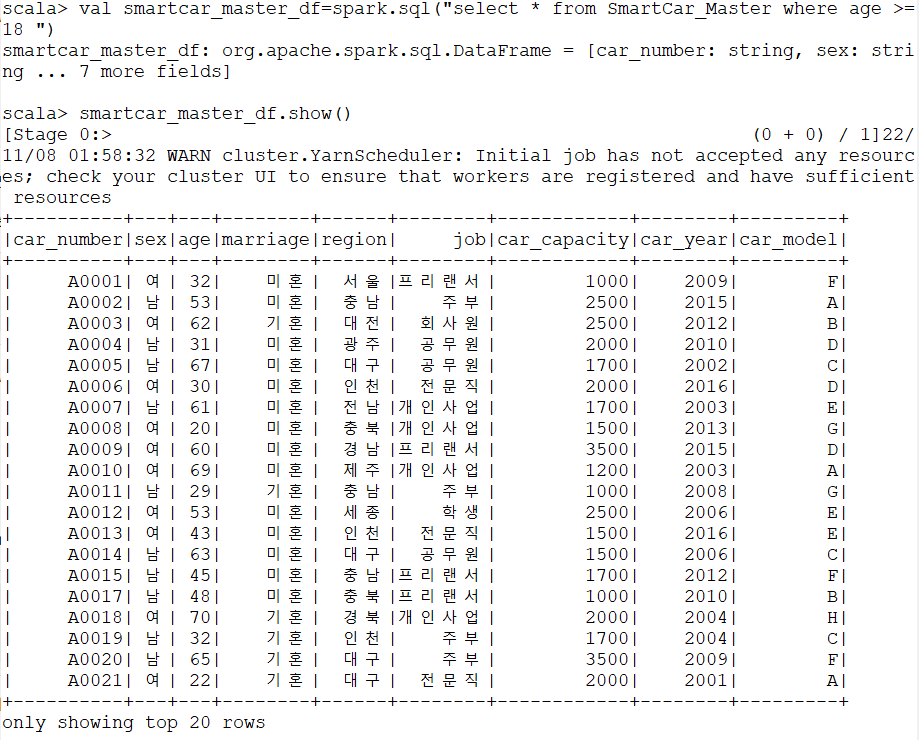 scala> val smartcar_master_df=spark.sql("select * from SmartCar_Master where age >=
18 ")
smartcar_master_df: org.apache.spark.sql.DataFrame = [car_number: string, sex: stri
ng ... 7 more fields]
scala> smartcar_master_df.show()
[Stage 0:>                                                          (0 + 0) / 1]22/
11/08 01:58:32 WARN cluster.YarnScheduler: Initial job has not accepted any resourc
es; check your cluster UI to ensure that workers are registered and have sufficient
 resources
+----------+---+---+--------+------+--------+------------+--------+---------+
|car_number|sex|age|marriage|region|     job|car_capacity|car_year|car_model|
+----------+---+---+--------+------+--------+------------+--------+---------+
|     A0001| 여| 32|    미혼|  서울|프리랜서|        1000|    2009|        F|
|     A0002| 남| 53|    미혼|  충남|    주부|        2500|    2015|        A|
|     A0003| 여| 62|    기혼|  대전|  회사원|        2500|    2012|        B|
|     A0004| 남| 31|    미혼|  광주|  공무원|        2000|    2010|        D|
|     A0005| 남| 67|    미혼|  대구|  공무원|        1700|    2002|        C|
|     A0006| 여| 30|    미혼|  인천|  전문직|        2000|    2016|        D|
|     A0007| 남| 61|    미혼|  전남|개인사업|        1700|    2003|        E|
|     A0008| 여| 20|    미혼|  충북|개인사업|        1500|    2013|        G|
|     A0009| 여| 60|    미혼|  경남|프리랜서|        3500|    2015|        D|
|     A0010| 여| 69|    미혼|  제주|개인사업|        1200|    2003|        A|
|     A0011| 남| 29|    기혼|  충남|    주부|        1000|    2008|        G|
|     A0012| 여| 53|    미혼|  세종|    학생|        2500|    2006|        E|
|     A0013| 여| 43|    미혼|  인천|  전문직|        1500|    2016|        E|
|     A0014| 남| 63|    미혼|  대구|  공무원|        1500|    2006|        C|
|     A0015| 남| 45|    미혼|  충남|프리랜서|        1700|    2012|        F|
|     A0017| 남| 48|    미혼|  충북|프리랜서|        1000|    2010|        B|
|     A0018| 여| 70|    기혼|  경북|개인사업|        2000|    2004|        H|
|     A0019| 남| 32|    기혼|  인천|    주부|        1700|    2004|        C|
|     A0020| 남| 65|    기혼|  대구|    주부|        3500|    2009|        F|
|     A0021| 여| 22|    기혼|  대구|  전문직|        2000|    2001|        A|
+----------+---+---+--------+------+--------+------------+--------+---------+
only showing top 20 rows